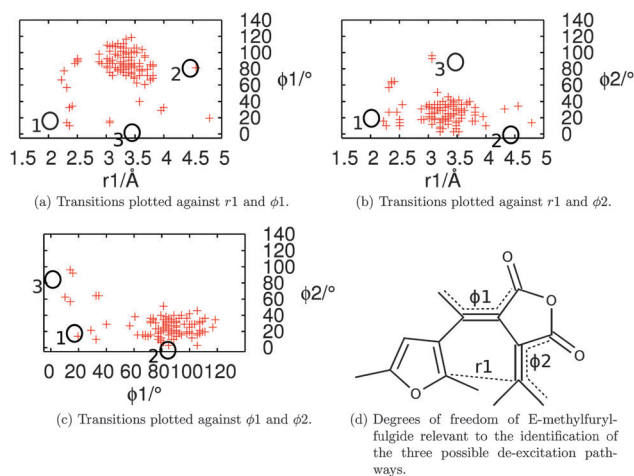 140
120
100
80
60
40
20
0
ϕ1/°
1
2
3
1.5 2 2.5 3 3.5 4 4.5 5
r1/Å
(a) Transitions plotted against r1 and ϕ1.
140
120
100
80
60
40
20
0
ϕ2/°
3
1
2
1.5 2 2.5 3 3.5 4 4.5 5
r1/Å
(b) Transitions plotted against r1 and ϕ2.
140
120
100
80
60
40
20
0
ϕ2/°
3
1
2
0 20 40 60 80 100 120
ϕ1/°
(c) Transitions plotted against ϕ1 and ϕ2.
O
ϕ1
O
O
ϕ2
r1
O
(d) Degrees of freedom of E-methylfuryl-
fulgide relevant to the identification of
the three possible de-excitation path-
ways.